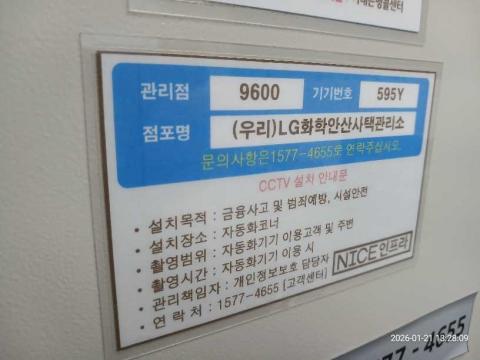 관리점 9600 기기번호 595Y
점포명 (우리)LG화학안산사택관리소
문의사항은1577-4655로 연락주십시오.
CCTV 설치 안내문
• 설치목적 : 금융사고 및 범죄예방, 시설안전
• 설치장소 : 자동화코너
• 촬영범위 : 자동화기기 이용고객 및 주변
• 촬영시간 : 자동화기기 이용 시
• 관리책임자 : 개인정보보호 담당자
• 연 락 처 : 1577-4655 [고객센터]
NICE인프라
77-4655
2026-01-21 13:28:09